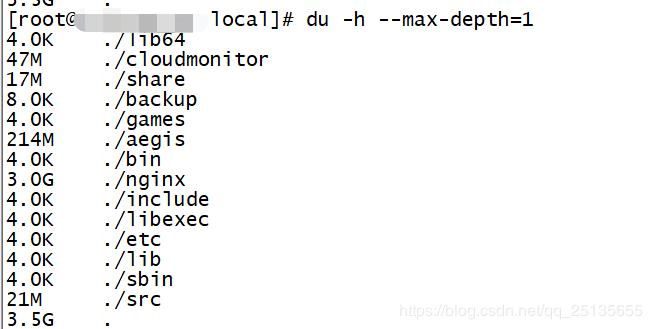 3.5G .
[root@ local]# du -h --max-depth=1
4.0K ./lib64
47M ./cloudmonitor
17M ./share
8.0K ./backup
4.0K ./games
214M ./aegis
4.0K ./bin
3.0G ./nginx
4.0K ./include
4.0K ./libexec
4.0K ./etc
4.0K ./lib
4.0K ./sbin
21M ./src
3.5G .
https://blog.csdn.net/qq_25135655